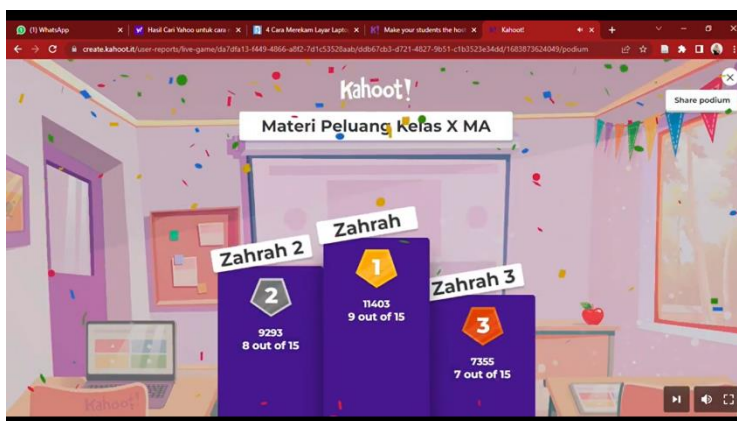 (1) WhatsApp
Hasil Cari Yahoo untuk cara r
4 Cara Merekam Layar Lapto
Make your students the host
Kahoot!
create.kahoot.it/user-reports/live-game/da7dfa13-f449-4866-a8f2-7d1c53528aab/ddb67cb3-d721-4827-9b51-c1b3523e34dd/1683873624049/podium
Kahoot!
Share podium
Materi Peluang Kelas X MA
Zahrah
Zahrah 2
Zahrah 3
1
2
3
11403
9 out of 15
9293
8 out of 15
7355
7 out of 15
Kahoot!